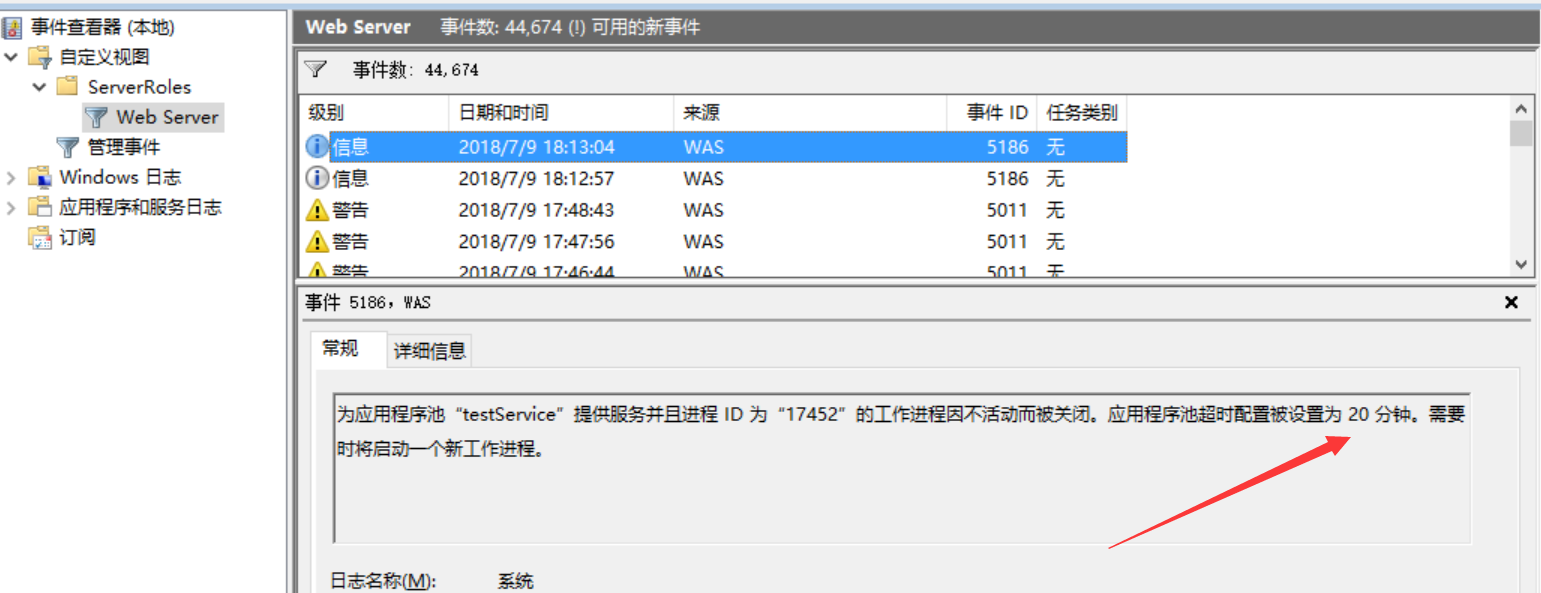 事件查看器 (本地)
自定义视图
ServerRoles
Web Server
管理事件
Windows 日志
应用程序和服务日志
订阅
Web Server 事件数: 44,674 (!) 可用的新事件
事件数: 44,674
级别 日期和时间 来源 事件 ID 任务类别
信息 2018/7/9 18:13:04 WAS 5186 无
信息 2018/7/9 18:12:57 WAS 5186 无
警告 2018/7/9 17:48:43 WAS 5011 无
警告 2018/7/9 17:47:56 WAS 5011 无
警告 2018/7/9 17:46:44 WAS 5011 无
事件 5186，WAS
常规 详细信息
为应用程序池“testService”提供服务并且进程 ID 为“17452”的工作进程因不活动而被关闭。应用程序池超时配置被设置为 20 分钟。需要
时将启动一个新工作进程。
日志名称(M): 系统